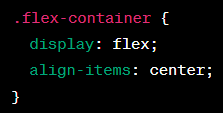 .flex-container {
  display: flex;
  align-items: center;
}